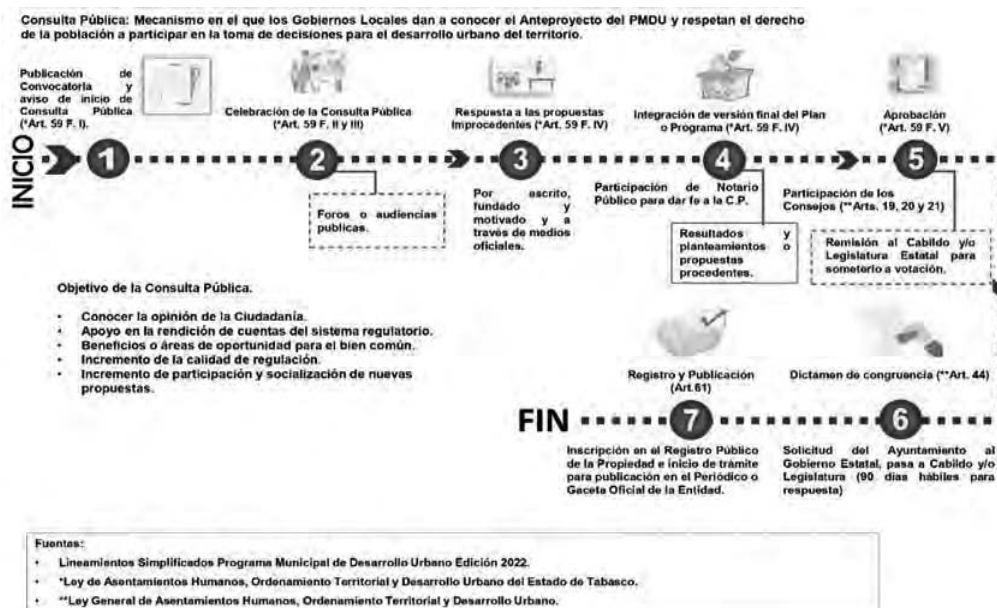 Consulta Pública: Mecanismo en el que los Gobiernos Locales dan a conocer el Anteproyecto del PMDU y respetan el derecho
de la población a participar en la toma de decisiones para el desarrollo urbano del territorio.
INICIO
Publicación de
Convocatoria y
aviso de inicio de
Consulta Pública
(*Art. 59 F. I).
1
Celebración de la Consulta Pública
(*Art. 59 F. II y III)
2
Foros o audiencias
publicas.
Respuesta a las propuestas
Improcedentes (*Art. 59 F. IV)
3
Por escrito,
fundado y
motivado y a
través de medios
oficiales.
Integración de versión final del Plan
o Programa (*Art. 59 F. IV)
4
Participación de Notario
Público para dar fe a la C.P.
Resultados y
planteamientos o
propuestas
procedentes.
Aprobación
(*Art. 59 F. V)
5
Participación de los
Consejos (**Arts. 19, 20 y 21)
Remisión al Cabildo y/o
Legislatura Estatal para
someterlo a votación.
Objetivo de la Consulta Pública.
• Conocer la opinión de la Ciudadanía.
• Apoyo en la rendición de cuentas del sistema regulatorio.
• Beneficios o áreas de oportunidad para el bien común.
• Incremento de la calidad de regulación.
• Incremento de participación y socialización de nuevas
propuestas.
Dictamen de congruencia (**Art. 44)
6
Solicitud del Ayuntamiento al
Gobierno Estatal, pasa a Cabildo y/o
Legislatura (90 días hábiles para
respuesta)
Registro y Publicación
(Art.61)
7
Inscripción en el Registro Público
de la Propiedad e inicio de trámite
para publicación en el Periódico o
Gaceta Oficial de la Entidad.
FIN
Fuentes:
• Lineamientos Simplificados Programa Municipal de Desarrollo Urbano Edición 2022.
• *Ley de Asentamientos Humanos, Ordenamiento Territorial y Desarrollo Urbano del Estado de Tabasco.
• **Ley General de Asentamientos Humanos, Ordenamiento Territorial y Desarrollo Urbano.